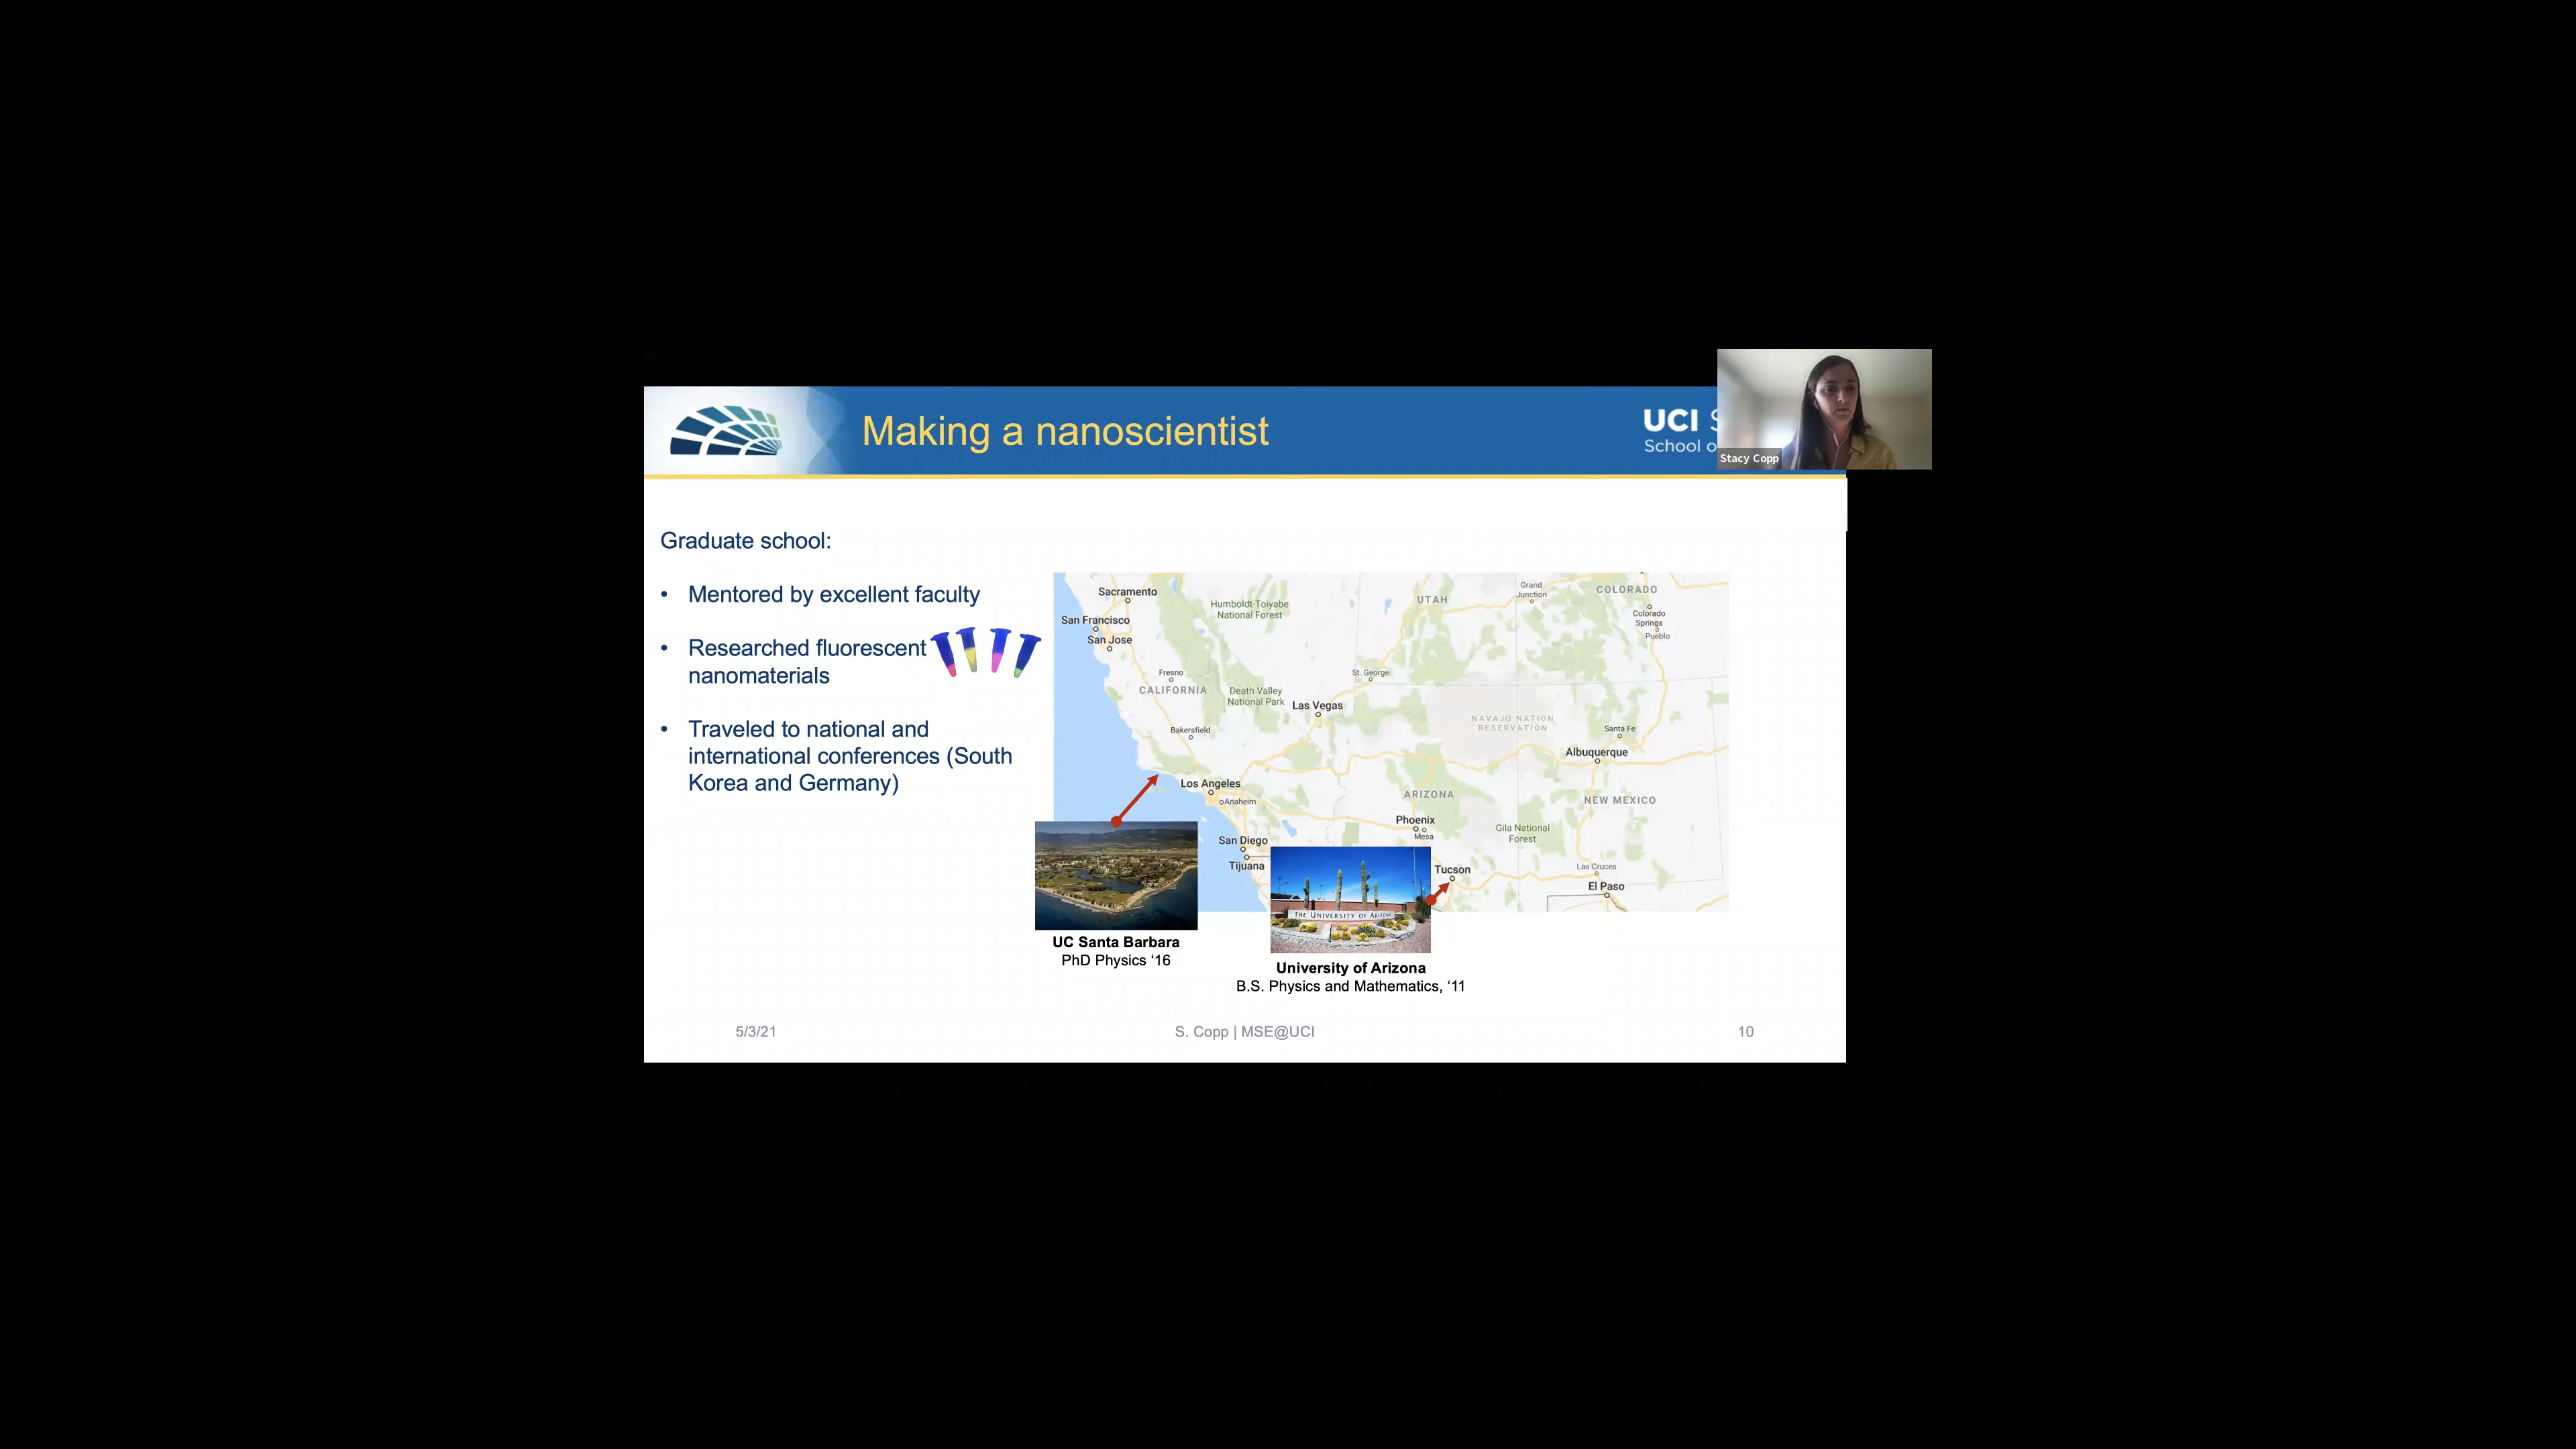 Making a nanoscientist
UCI
School
Stacy Copp
Graduate school:
• Mentored by excellent faculty
• Researched fluorescent
nanomaterials
• Traveled to national and
international conferences (South
Korea and Germany)
Sacramento
San Francisco
San Jose
Fresno
CALIFORNIA
Bakersfield
Los Angeles
Anaheim
San Diego
Tijuana
Humboldt-Toiyabe
National Forest
Death Valley
National Park
Las Vegas
St. George
UTAH
Grand
Junction
COLORADO
Colorado
Springs
Pueblo
NAVAJO NATION
RESERVATION
Santa Fe
Albuquerque
ARIZONA
NEW MEXICO
Phoenix
Mesa
Gila National
Forest
Tucson
Las Cruces
El Paso
THE UNIVERSITY OF ARIZONA
UC Santa Barbara
PhD Physics ‘16
University of Arizona
B.S. Physics and Mathematics, ‘11
5/3/21
S. Copp | MSE@UCI
10